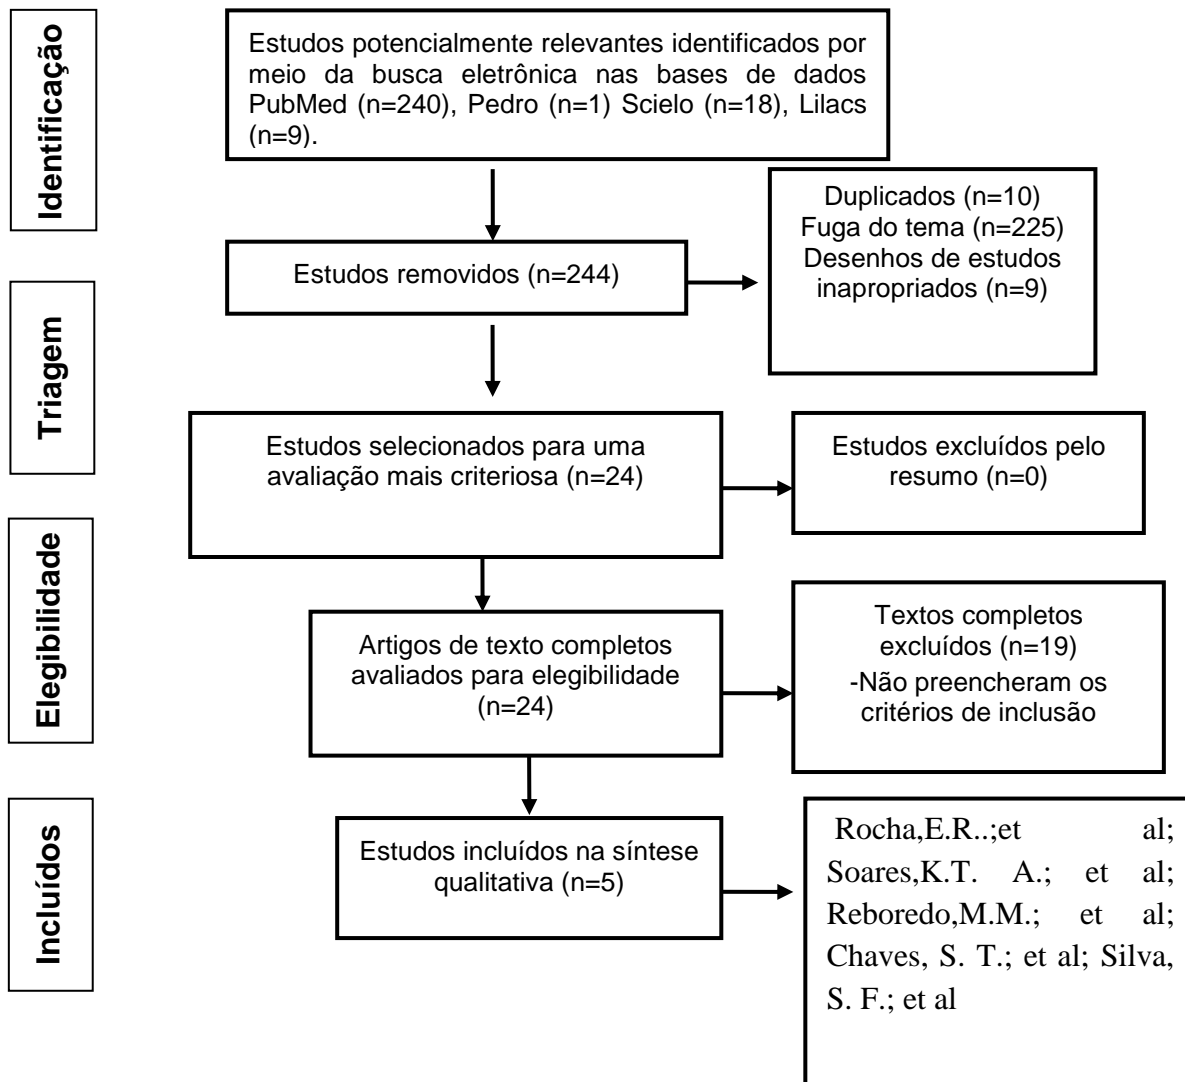 Identificação
Estudos potencialmente relevantes identificados por
meio da busca eletrônica nas bases de dados
PubMed (n=240), Pedro (n=1) Scielo (n=18), Lilacs
(n=9).
Duplicados (n=10)
Fuga do tema (n=225)
Desenhos de estudos
inapropriados (n=9)
Estudos removidos (n=244)
Triagem
Estudos selecionados para uma
avaliação mais criteriosa (n=24)
Estudos excluídos pelo
resumo (n=0)
Elegibilidade
Artigos de texto completos
avaliados para elegibilidade
(n=24)
Textos completos
excluídos (n=19)
-Não preencheram os
critérios de inclusão
Incluídos
Estudos incluídos na síntese
qualitativa (n=5)
Rocha,E.R..;et al;
Soares,K.T. A.; et al;
Reboredo,M.M.; et al;
Chaves, S. T.; et al; Silva,
S. F.; et al